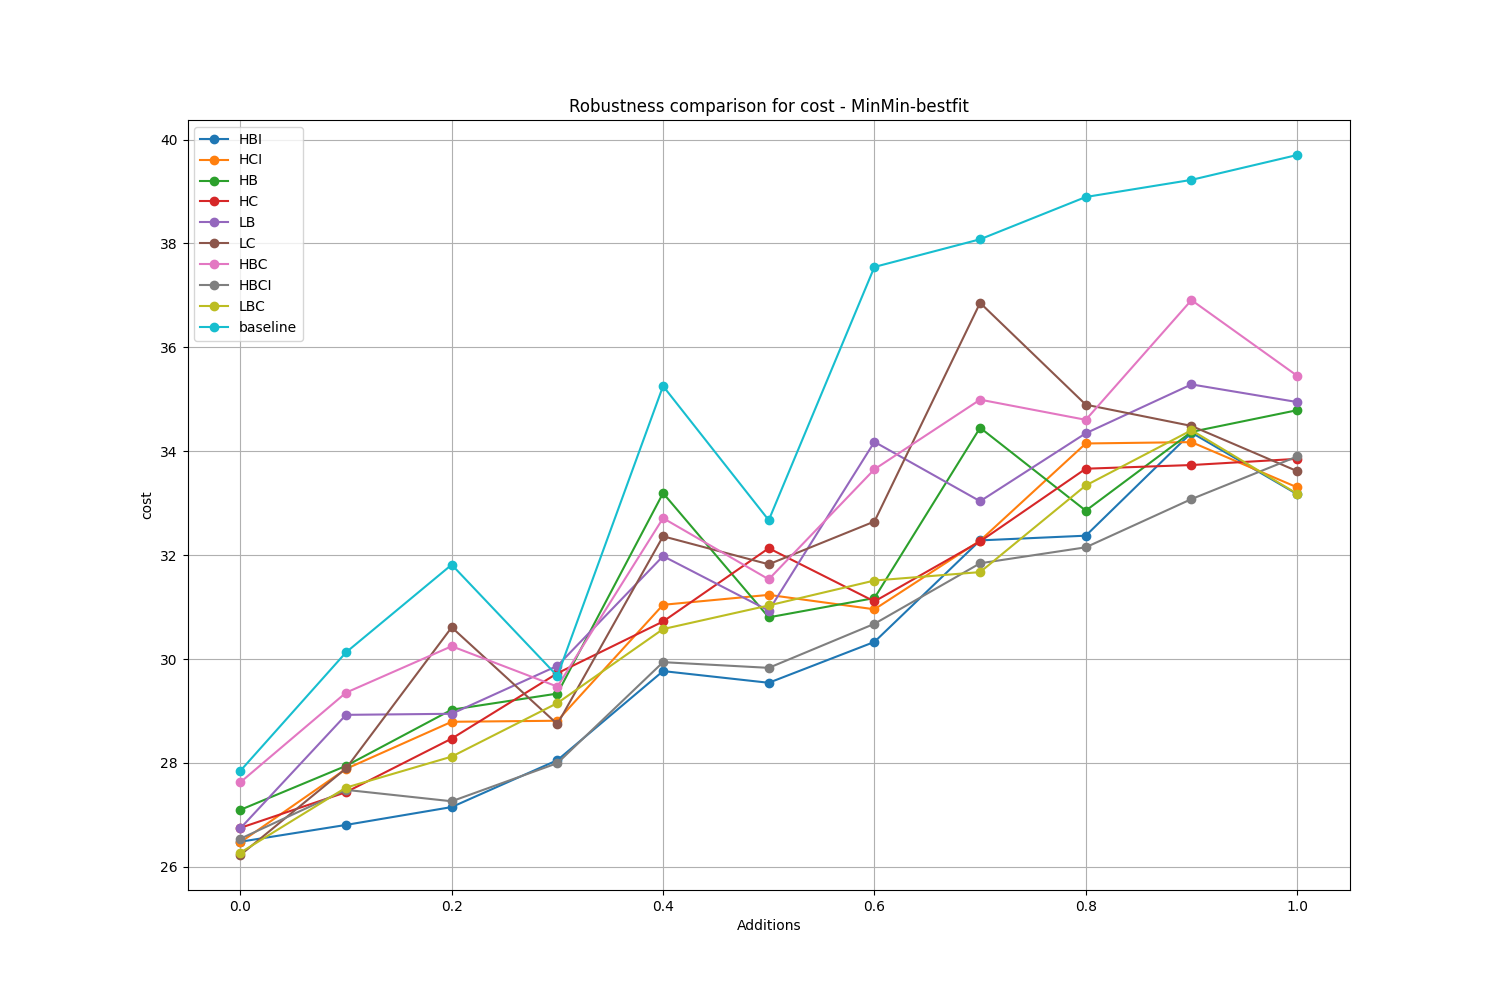 Robustness comparison for cost - MinMin-bestfit
40
38
36
34
32
30
28
26
cost
HBI
HCI
HB
HC
LB
LC
HBC
HBCI
LBC
baseline
0.0 0.2 0.4 0.6 0.8 1.0
Additions